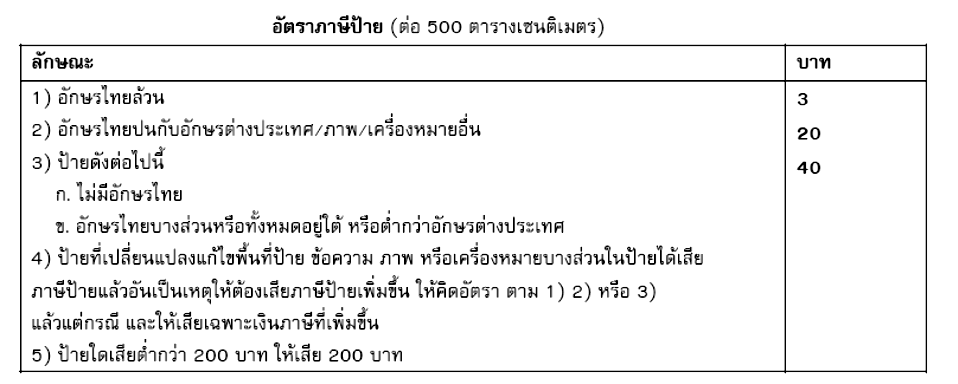 อัตราภาษีป้าย (ต่อ 500 ตารางเซนติเมตร)
ลักษณะ บาท
1) อักษรไทยล้วน 3
2) อักษรไทยปนกับอักษรต่างประเทศ/ภาพ/เครื่องหมายอื่น 20
3) ป้ายดังต่อไปนี้ 40
ก. ไม่มีอักษรไทย
ข. อักษรไทยบางส่วนหรือทั้งหมดอยู่ใต้ หรือต่ำกว่าอักษรต่างประเทศ
4) ป้ายที่เปลี่ยนแปลงแก้ไขพื้นที่ป้าย ข้อความ ภาพ หรือเครื่องหมายบางส่วนในป้ายได้เสีย
ภาษีป้ายแล้วอันเป็นเหตุให้ต้องเสียภาษีป้ายเพิ่มขึ้น ให้คิดอัตรา ตาม 1) 2) หรือ 3)
แล้วแต่กรณี และให้เสียเฉพาะเงินภาษีที่เพิ่มขึ้น
5) ป้ายใดเสียต่ำกว่า 200 บาท ให้เสีย 200 บาท